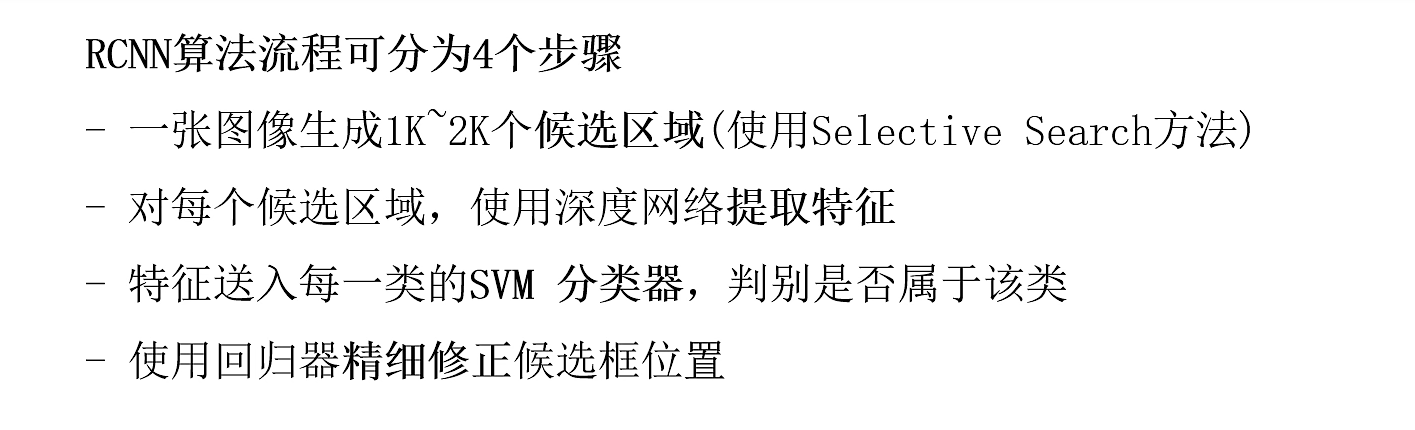 RCNN算法流程可分为4个步骤
- 一张图像生成1K~2K个候选区域(使用Selective Search方法)
- 对每个候选区域，使用深度网络提取特征
- 特征送入每一类的SVM 分类器，判别是否属于该类
- 使用回归器精细修正候选框位置